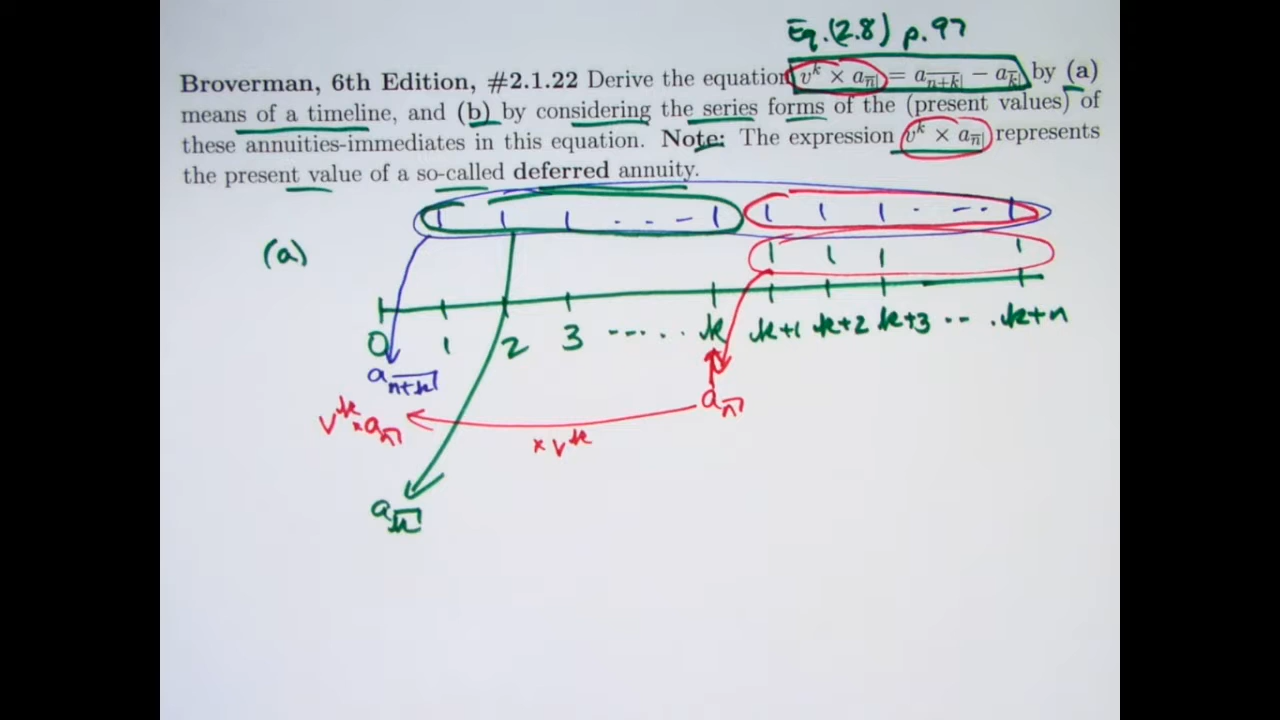 Eq.(2.8) p.97
Broverman, 6th Edition, #2.1.22 Derive the equation v^k × a_n̅| = a_n+k̅| − a_k̅| by (a)
means of a timeline, and (b) by considering the series forms of the (present values) of
these annuities-immediates in this equation. Note: The expression v^k × a_n̅| represents
the present value of a so-called deferred annuity.
1 1 1 . . – 1 1 1 1 . – . . 1
(a) 1 1 1 1
0 1 2 3 ...... k k+1 k+2 k+3 ... . k+n
a_n+k̅|
v^k × a_n̅| a_n̅|
× v^k
a_k̅|